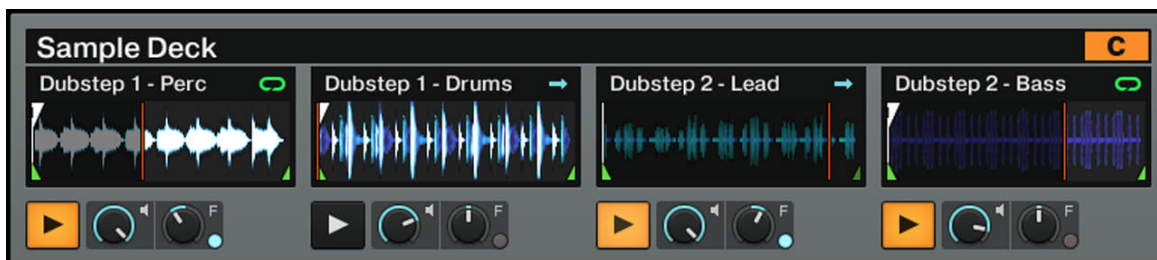 Sample Deck C
Dubstep 1 - Perc
Dubstep 1 - Drums
Dubstep 2 - Lead
Dubstep 2 - Bass
F
F
F
F